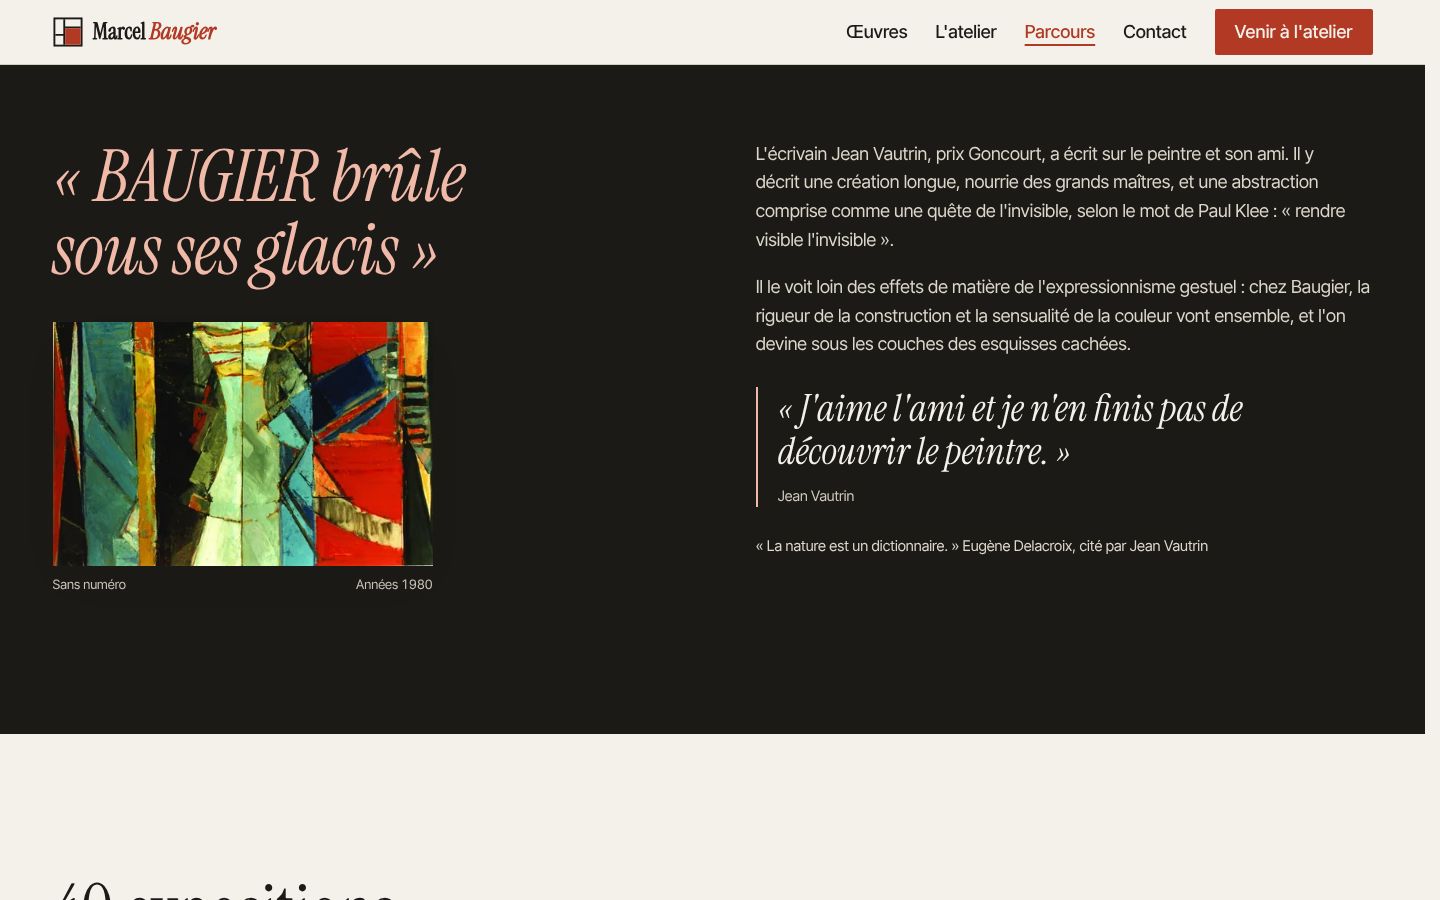 Marcel Baugier
Œuvres
L'atelier
Parcours
Contact
Venir à l'atelier
« BAUGIER brûle
sous ses glacis »
Sans numéro
Années 1980
L'écrivain Jean Vautrin, prix Goncourt, a écrit sur le peintre et son ami. Il y
décrit une création longue, nourrie des grands maîtres, et une abstraction
comprise comme une quête de l'invisible, selon le mot de Paul Klee : « rendre
visible l'invisible ».
Il le voit loin des effets de matière de l'expressionnisme gestuel : chez Baugier, la
rigueur de la construction et la sensualité de la couleur vont ensemble, et l'on
devine sous les couches des esquisses cachées.
« J'aime l'ami et je n'en finis pas de
découvrir le peintre. »
Jean Vautrin
« La nature est un dictionnaire. » Eugène Delacroix, cité par Jean Vautrin
40 expositions